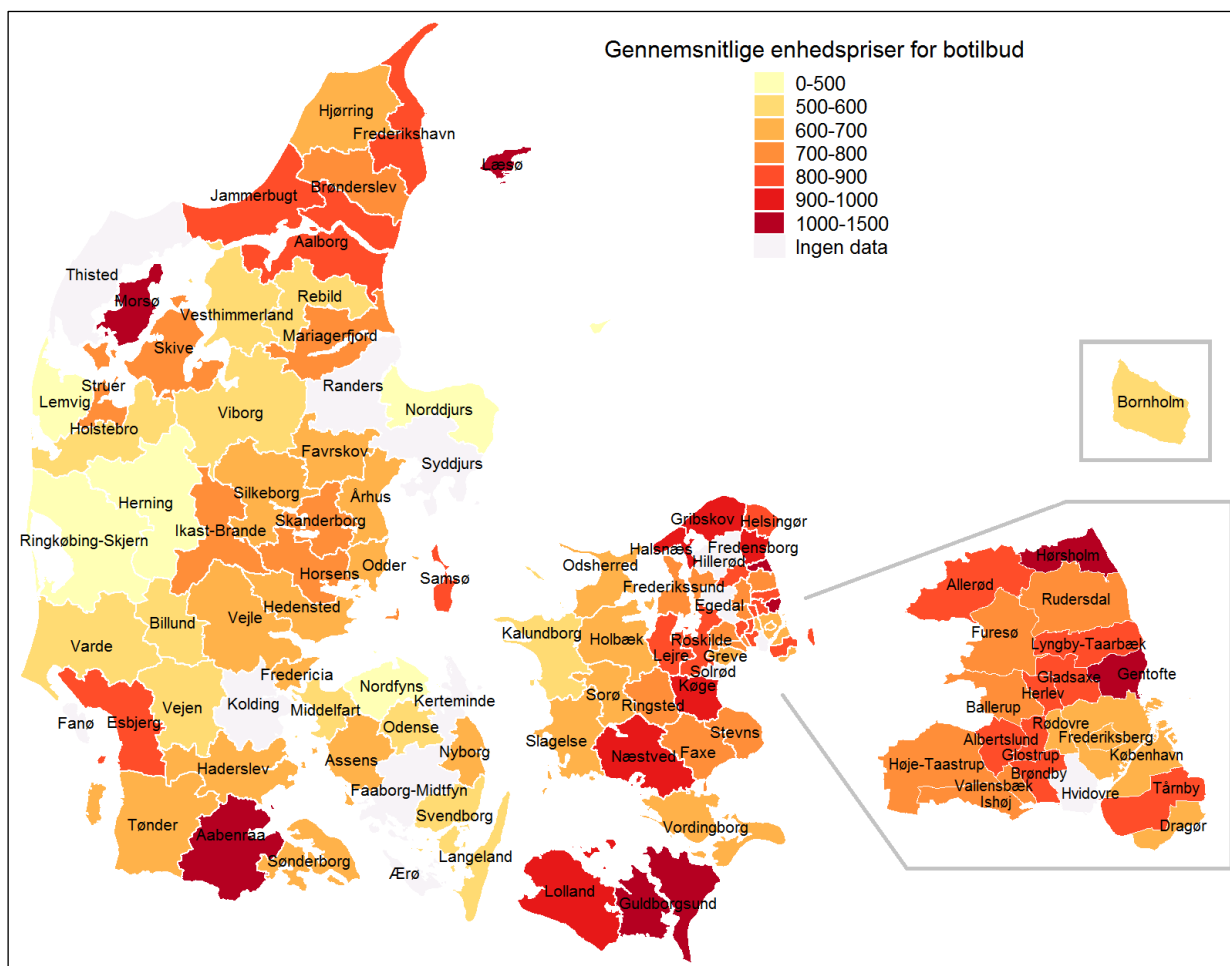 Gennemsnitlige enhedspriser for botilbud
0-500
500-600
600-700
700-800
800-900
900-1000
1000-1500
Ingen data
Hjørring
Frederikshavn
Læsø
Brønderslev
Jammerbugt
Aalborg
Thisted
Morsø
Rebild
Vesthimmerland
Mariagerfjord
Skive
Struer
Randers
Lemvig
Norddjurs
Viborg
Holstebro
Favrskov
Syddjurs
Silkeborg
Århus
Herning
Skanderborg
Ikast-Brande
Ringkøbing-Skjern
Odder
Horsens
Samsø
Hedensted
Vejle
Billund
Varde
Fredericia
Nordfyns
Kolding
Kerteminde
Vejen
Middelfart
Fanø
Esbjerg
Odense
Nyborg
Assens
Haderslev
Faaborg-Midtfyn
Svendborg
Tønder
Aabenraa
Langeland
Sønderborg
Ærø
Gribskov
Helsingør
Halsnæs
Fredensborg
Hillerød
Odsherred
Frederikssund
Egedal
Kalundborg
Holbæk
Roskilde
Lejre
Greve
Solrød
Køge
Sorø
Ringsted
Stevns
Slagelse
Næstved
Faxe
Vordingborg
Lolland
Guldborgsund
Bornholm
Hørsholm
Allerød
Rudersdal
Furesø
Lyngby-Taarbæk
Gladsaxe
Gentofte
Herlev
Ballerup
Rødovre
Frederiksberg
Albertslund
Glostrup
København
Høje-Taastrup
Brøndby
Vallensbæk
Hvidovre
Tårnby
Ishøj
Dragør